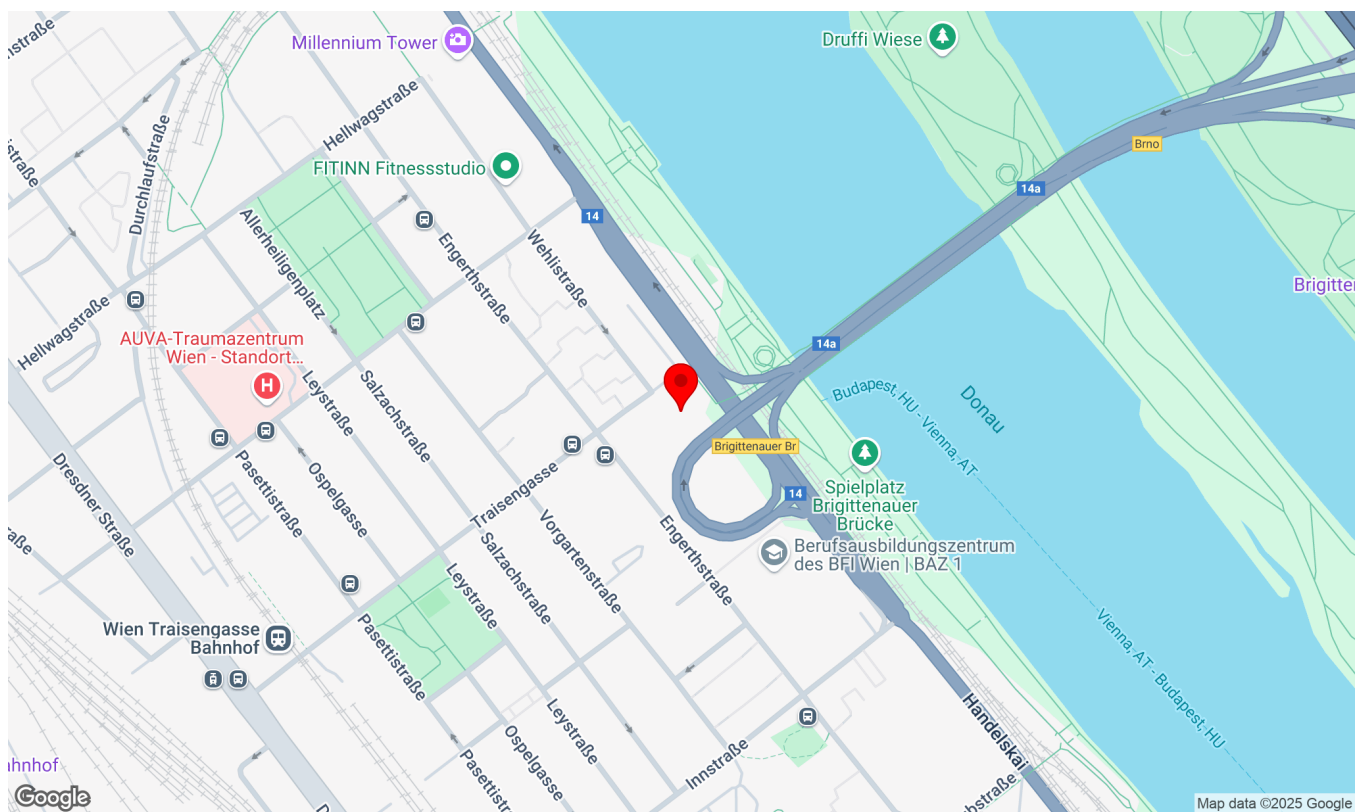 nstraße
Millennium Tower
Druffi Wiese
Hellwagstraße
Brno
Durchlaufstraße
FITINN Fitnessstudio
14a
14
Allerheiligenplatz
Engerthstraße
Wehlistraße
Brigitten
Hellwagstraße
AUVA-Traumazentrum
Wien - Standort...
H
14a
Leystraße
Salzachstraße
Budapest, HU - Vienna, AT
Donau
Brigittenauer Br
Dresdner Straße
Pasettistraße
Ospelgasse
Traisengasse
14
Spielplatz
Brigittenauer
Brücke
Vorgartenstraße
Engerthstraße
Berufsausbildungszentrum
des BFI Wien | BAZ 1
Leystraße
Salzachstraße
Wien Traisengasse
Bahnhof
Pasettistraße
Vienna, AT - Budapest, HU
Leystraße
Handelskai
Ospelgasse
Innstraße
Pasettistraße
Google
Map data ©2025 Google